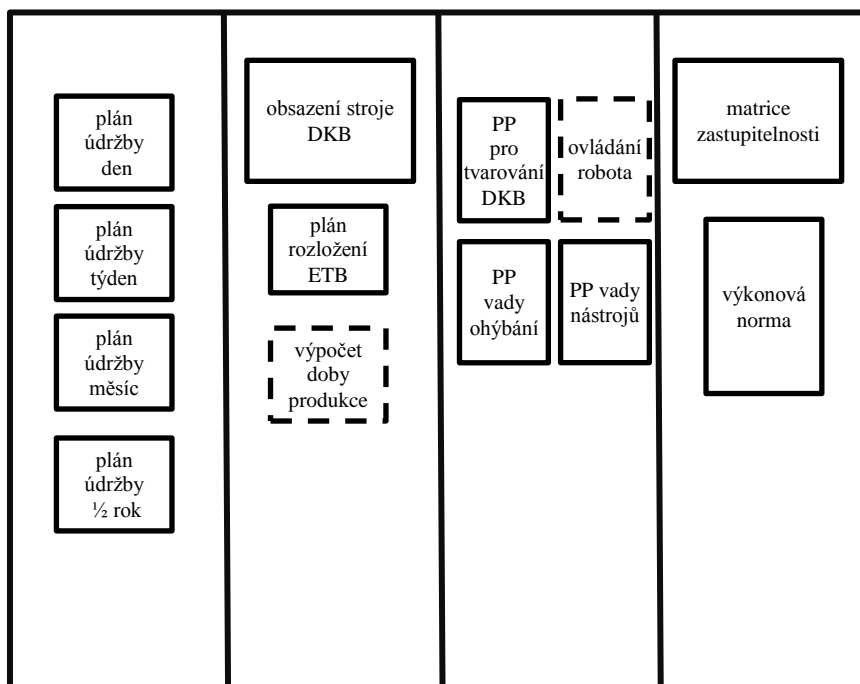 plán
údržby
den
plán
údržby
týden
plán
údržby
měsíc
plán
údržby
½ rok
obsazení stroje
DKB
plán
rozložení
ETB
výpočet
doby
produkce
PP
pro
tvarování
DKB
ovládání
robota
PP
vady
ohýbání
PP vady
nástrojů
matrice
zastupitelnosti
výkonová
norma